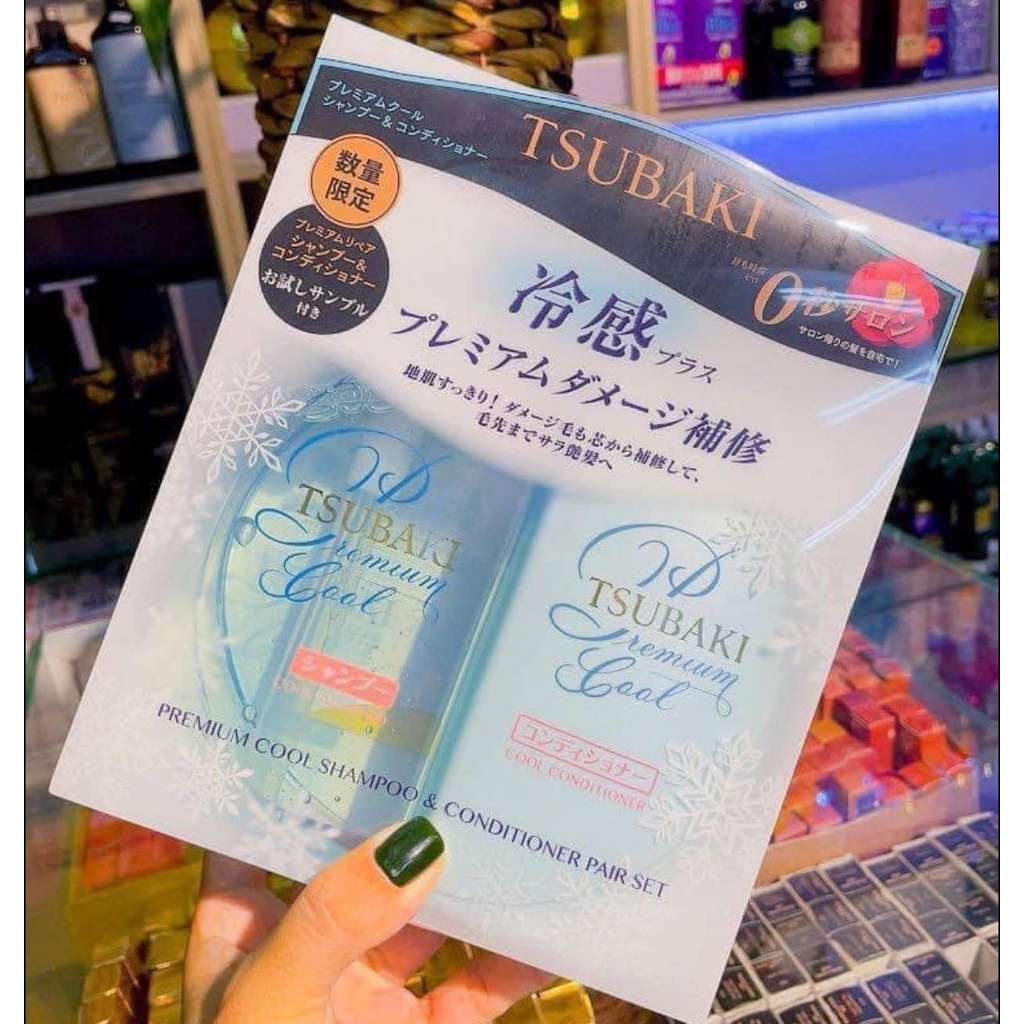 プレミアムクール
シャンプー & コンディショナー
TSUBAKI
数量
限定
プレミアムリペア
シャンプー&
コンディショナー
お試しサンプル
付き
待ち時間
ゼロ
0秒サロン
サロン帰りの髪を自宅で!
冷感プラス
プレミアムダメージ補修
地肌すっきり! ダメージ毛も芯から補修して、
毛先までサラ艶髪へ
TSUBAKI
Premium
Cool
シャンプー
TSUBAKI
Premium
Cool
コンディショナー
COOL CONDITIONER
PREMIUM COOL SHAMPOO & CONDITIONER PAIR SET